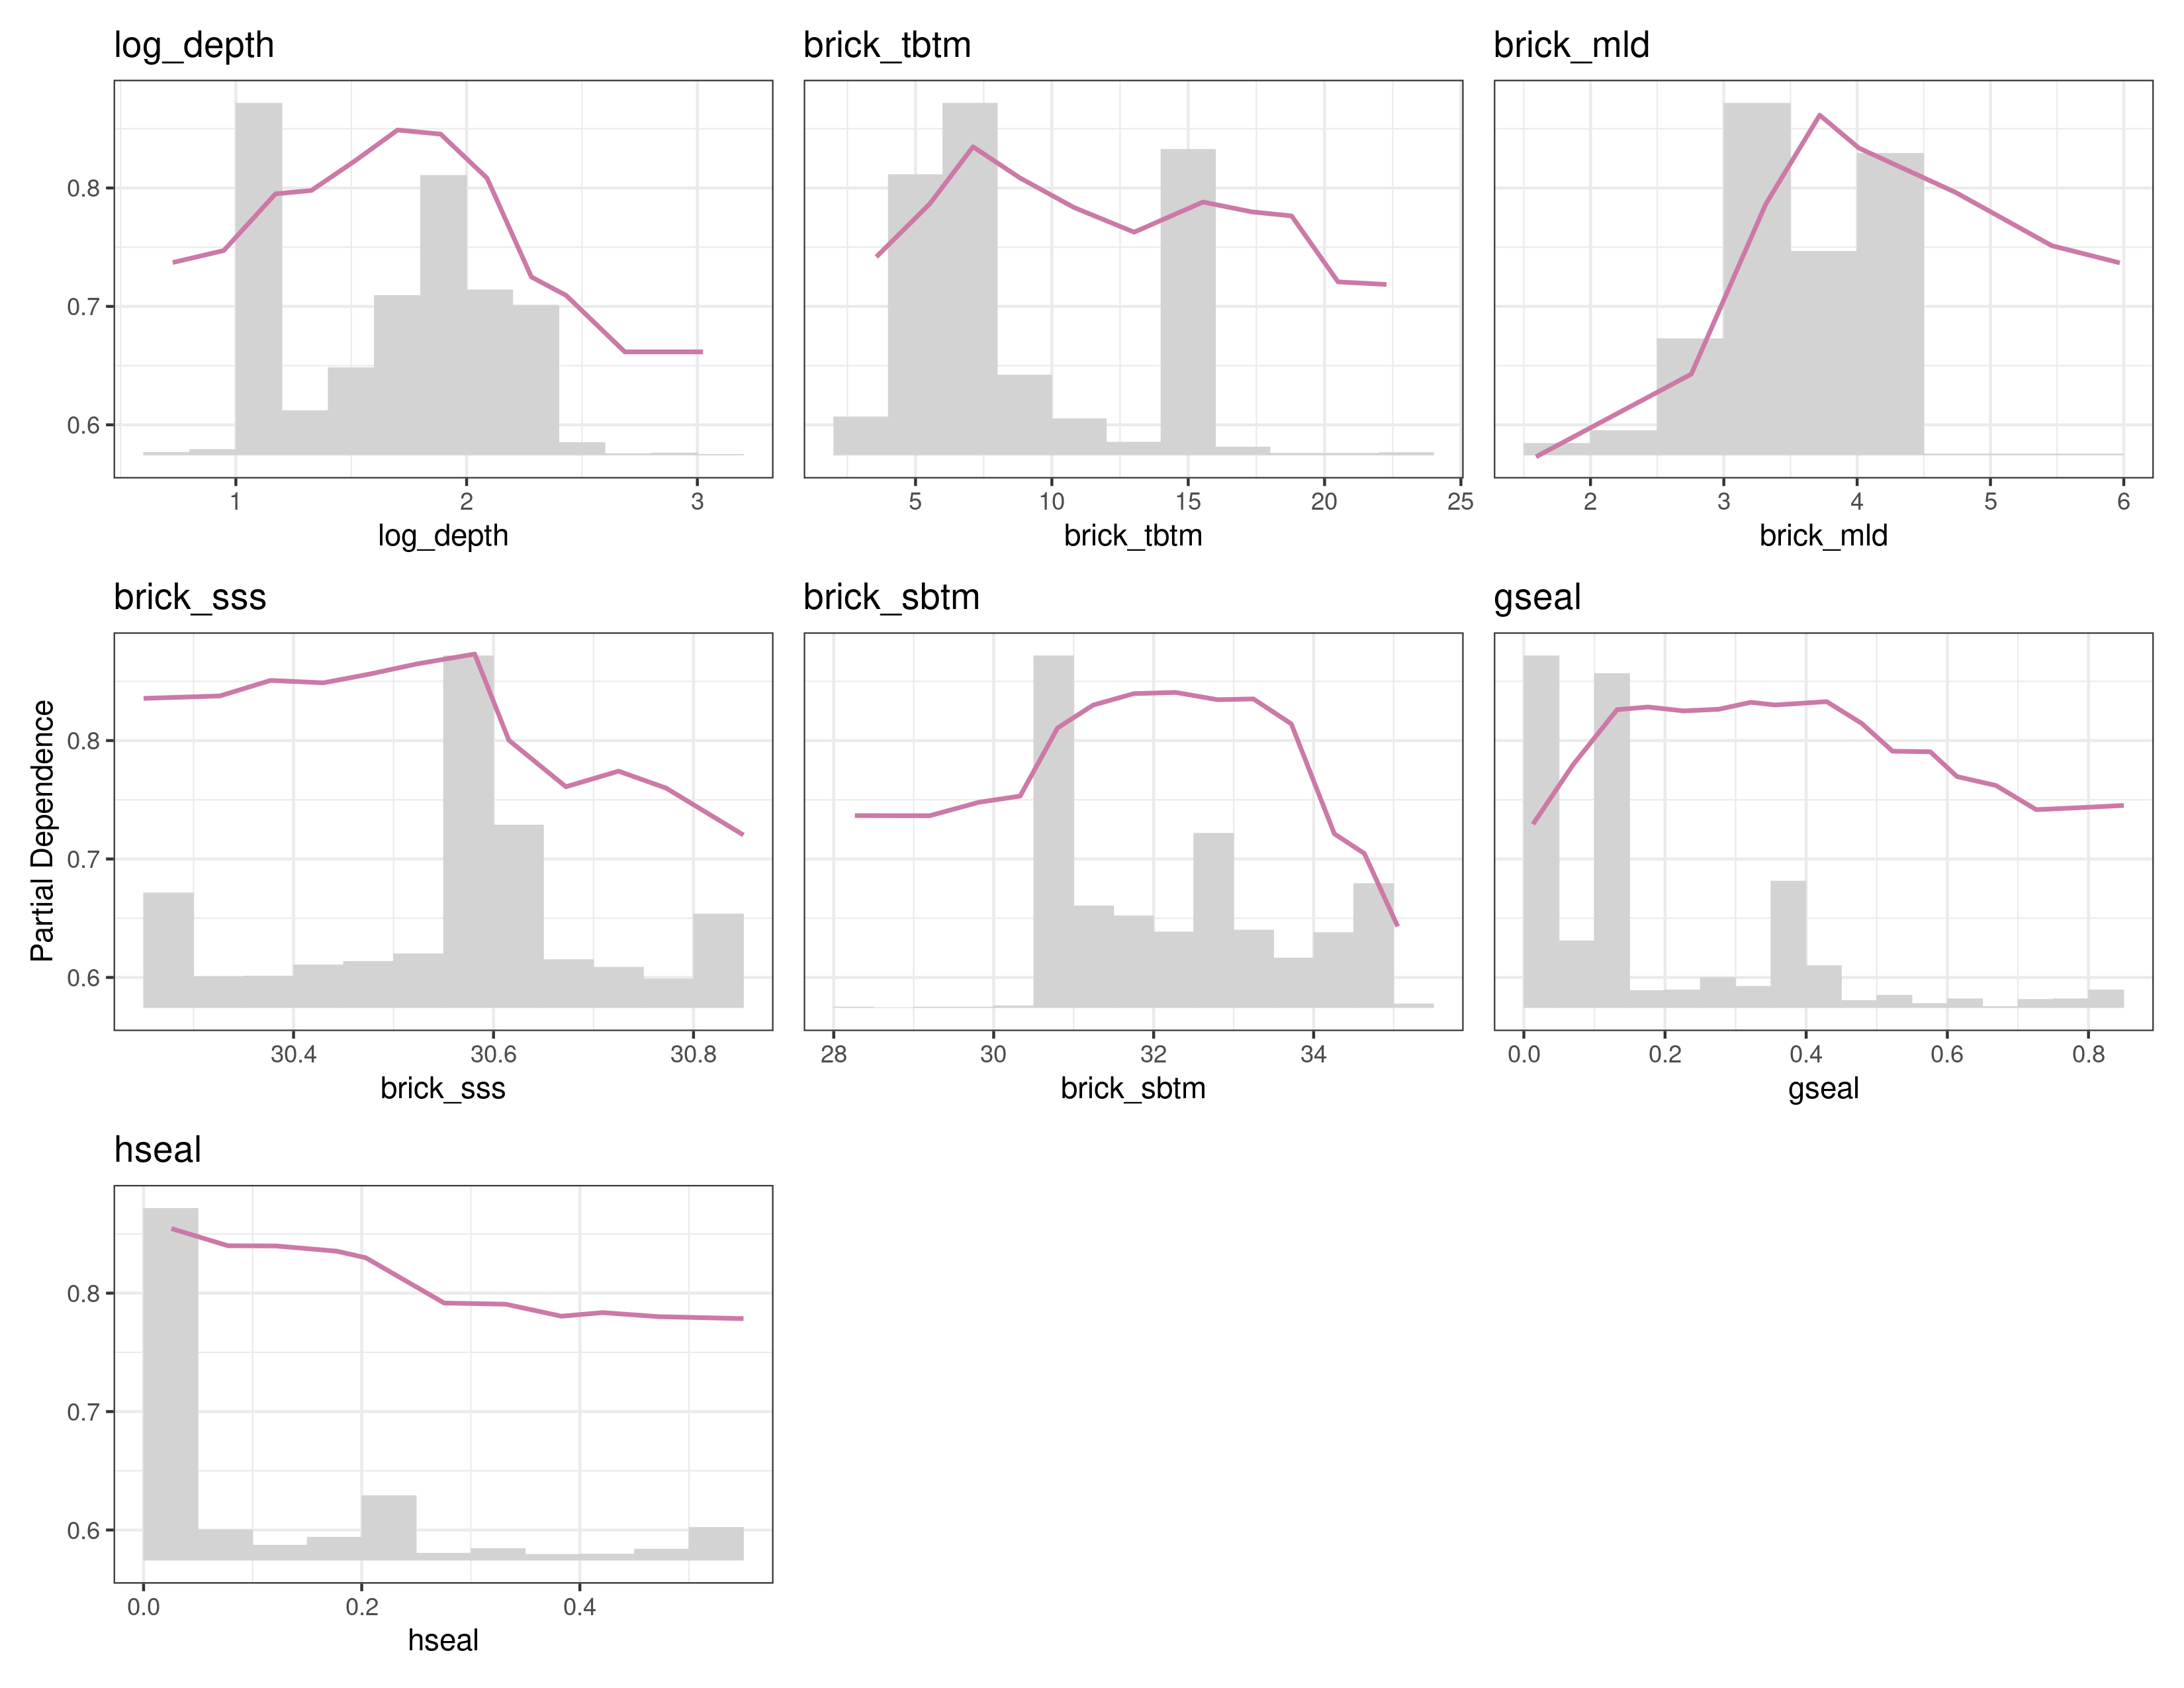 log_depth
brick_tbtm
brick_mld
0.8
0.7
0.6
1 2 3
5 10 15 20 25
2 3 4 5 6
log_depth
brick_tbtm
brick_mld
brick_sss
brick_sbtm
gseal
Partial Dependence
0.8
0.7
0.6
30.4 30.6 30.8
28 30 32 34
0.0 0.2 0.4 0.6 0.8
brick_sss
brick_sbtm
gseal
hseal
0.8
0.7
0.6
0.0 0.2 0.4
hseal